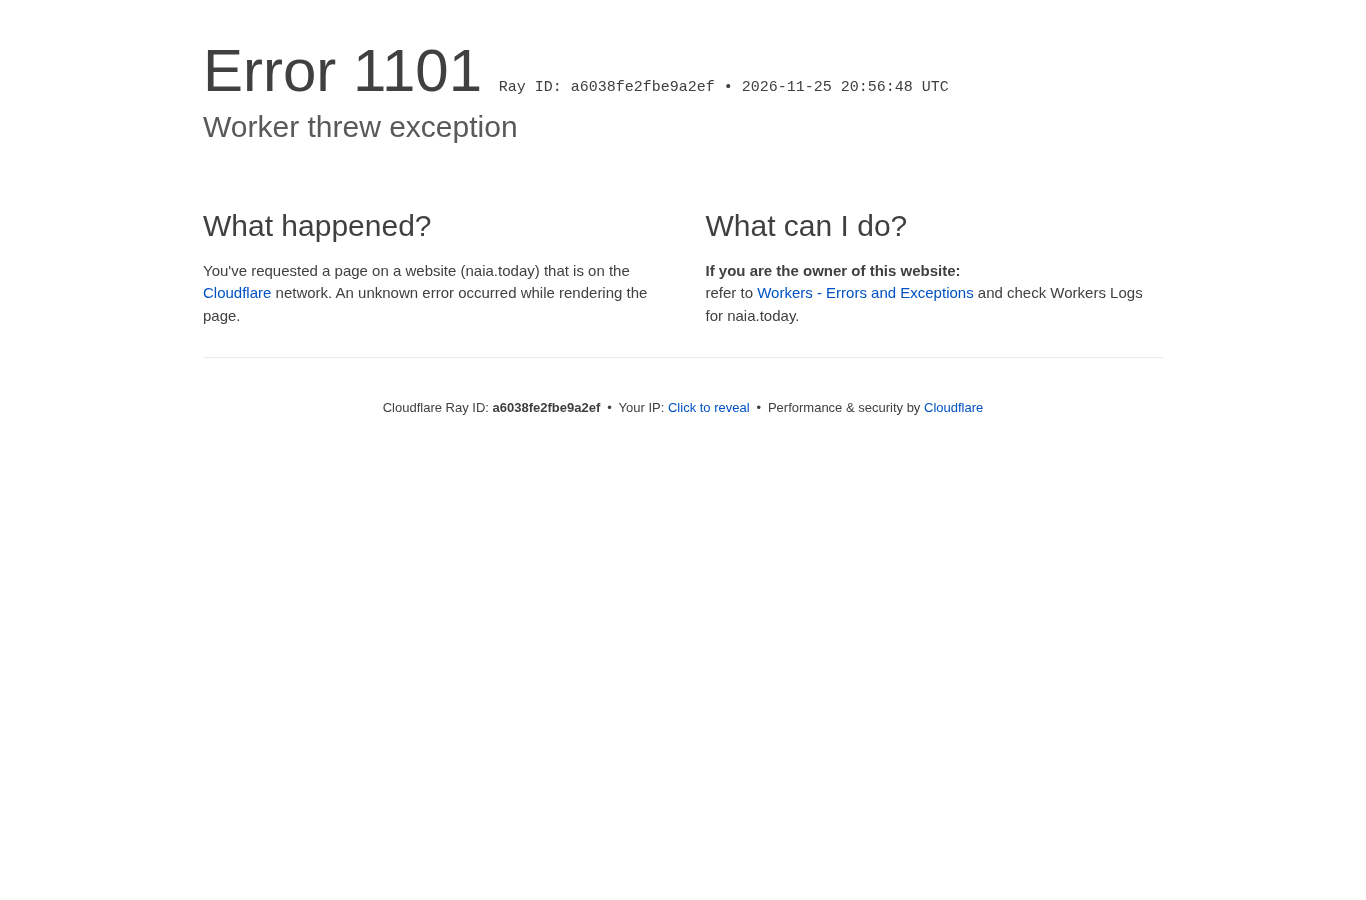 Error 1101 Ray ID: a6038fe2fbe9a2ef • 2026-11-25 20:56:48 UTC
Worker threw exception
What happened?
You've requested a page on a website (naia.today) that is on the
Cloudflare network. An unknown error occurred while rendering the
page.
What can I do?
If you are the owner of this website:
refer to Workers - Errors and Exceptions and check Workers Logs
for naia.today.
Cloudflare Ray ID: a6038fe2fbe9a2ef • Your IP: Click to reveal • Performance & security by Cloudflare